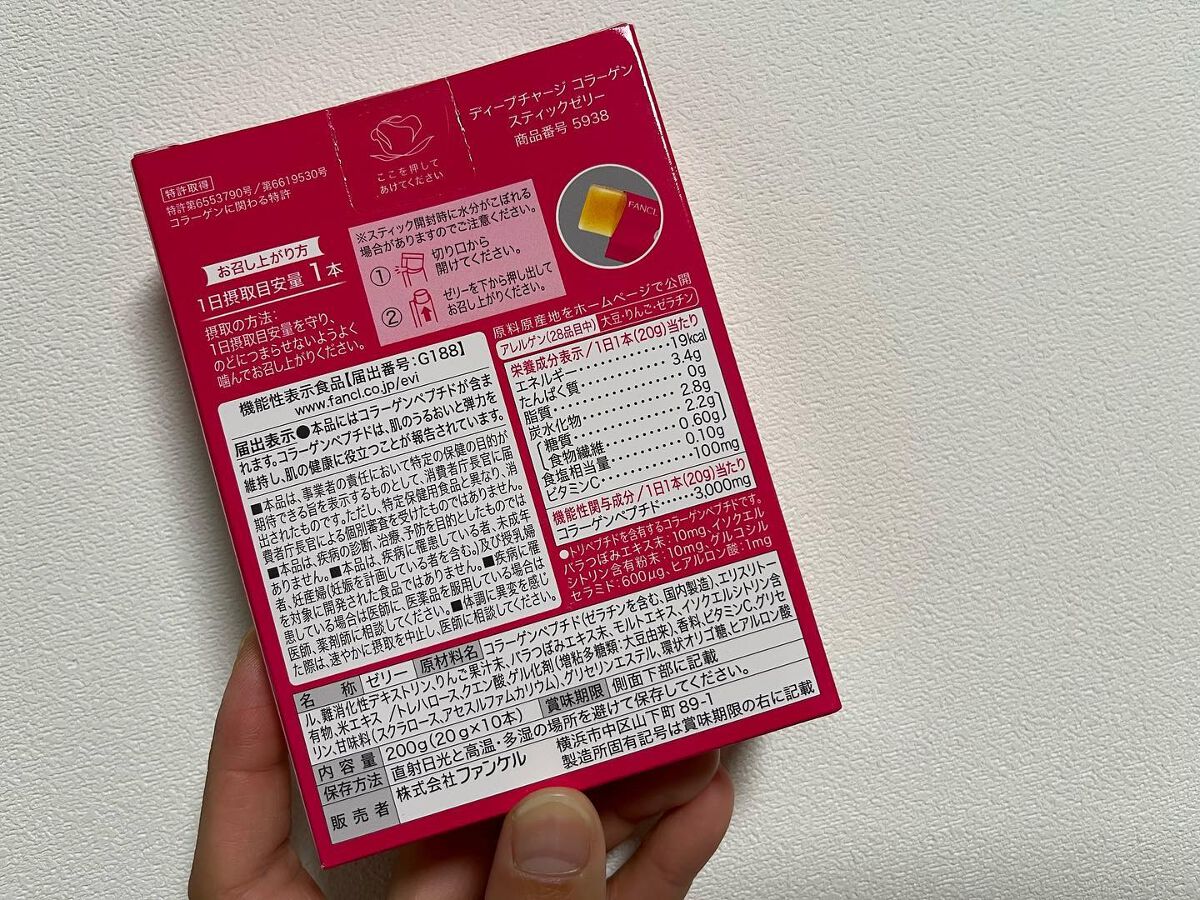 ディープチャージ コラーゲン
スティックゼリー
商品番号 5938
ここを押して
あけてください
特許取得
特許第6553790号/第6619530号
コラーゲンに関わる特許
お召し上がり方
1日摂取目安量 1本
摂取の方法:
1日摂取目安量を守り、
のどにつまらせないようよく
噛んでお召し上がりください。
※スティック開封時に水分がこぼれる
場合がありますのでご注意ください。
① 切り口から
開けてください。
② ゼリーを下から押し出して
お召し上がりください。
FANCL
原料原産地をホームページで公開
アレルゲン(28品目中) 大豆・りんご・ゼラチン
栄養成分表示/1日1本(20g)当たり
エネルギー 19kcal
たんぱく質 3.4g
脂質 0g
炭水化物 2.8g
糖質 2.2g
食物繊維 0.60g
食塩相当量 0.10g
ビタミンC 100mg
機能性関与成分/1日1本(20g)当たり
コラーゲンペプチド 3,000mg
●トリペプチドを含有するコラーゲンペプチドです。
バラつぼみエキス末:10mg、イソクエル
シトリン含有粉末:10mg、グルコシル
セラミド:600μg、ヒアルロン酸:1mg
機能性表示食品【届出番号:G188】
www.fancl.co.jp/evi
届出表示 ●本品にはコラーゲンペプチドが含ま
れます。コラーゲンペプチドは、肌のうるおいと弾力を
維持し、肌の健康に役立つことが報告されています。
■本品は、事業者の責任において特定の保健の目的が
期待できる旨を表示するものとして、消費者庁長官に届
出されたものです。ただし、特定保健用食品と異なり、消
費者庁長官による個別審査を受けたものではありません。
■本品は、疾病の診断、治療、予防を目的としたものでは
ありません。■本品は、疾病に罹患している者、未成年
者、妊産婦(妊娠を計画している者を含む。)及び授乳婦
を対象に開発された食品ではありません。■疾病に罹
患している場合は医師に、医薬品を服用している場合は
医師、薬剤師に相談してください。■体調に異変を感じ
た際は、速やかに摂取を中止し、医師に相談してください。
名 称 ゼリー 原材料名 コラーゲンペプチド(ゼラチンを含む、国内製造)、エリスリトー
ル、難消化性デキストリン、りんご果汁末、バラつぼみエキス末、モルトエキス、イソクエルシトリン含
有物、米エキス/トレハロース、クエン酸、ゲル化剤(増粘多糖類:大豆由来)、香料、ビタミンC、グリセ
リン、甘味料(スクラロース、アセスルファムカリウム)、グリセリンエステル、環状オリゴ糖、ヒアルロン酸
内容量 200g(20g×10本) 賞味期限 側面下部に記載
保存方法 直射日光と高温・多湿の場所を避けて保存してください。
販売者 株式会社ファンケル 横浜市中区山下町89-1
製造所固有記号は賞味期限の右に記載